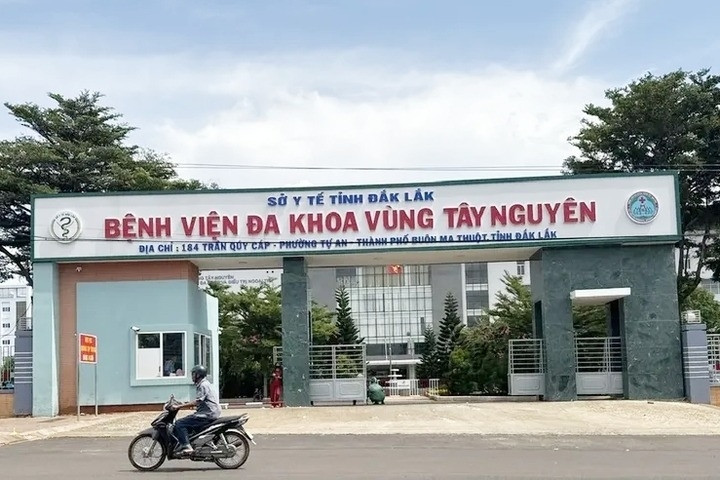 SỞ Y TẾ TỈNH ĐẮK LẮK
BỆNH VIỆN ĐA KHOA VÙNG TÂY NGUYÊN
ĐỊA CHỈ : 184 TRẦN QUÝ CÁP - PHƯỜNG TỰ AN - THÀNH PHỐ BUÔN MA THUỘT, TỈNH ĐẮK LẮK